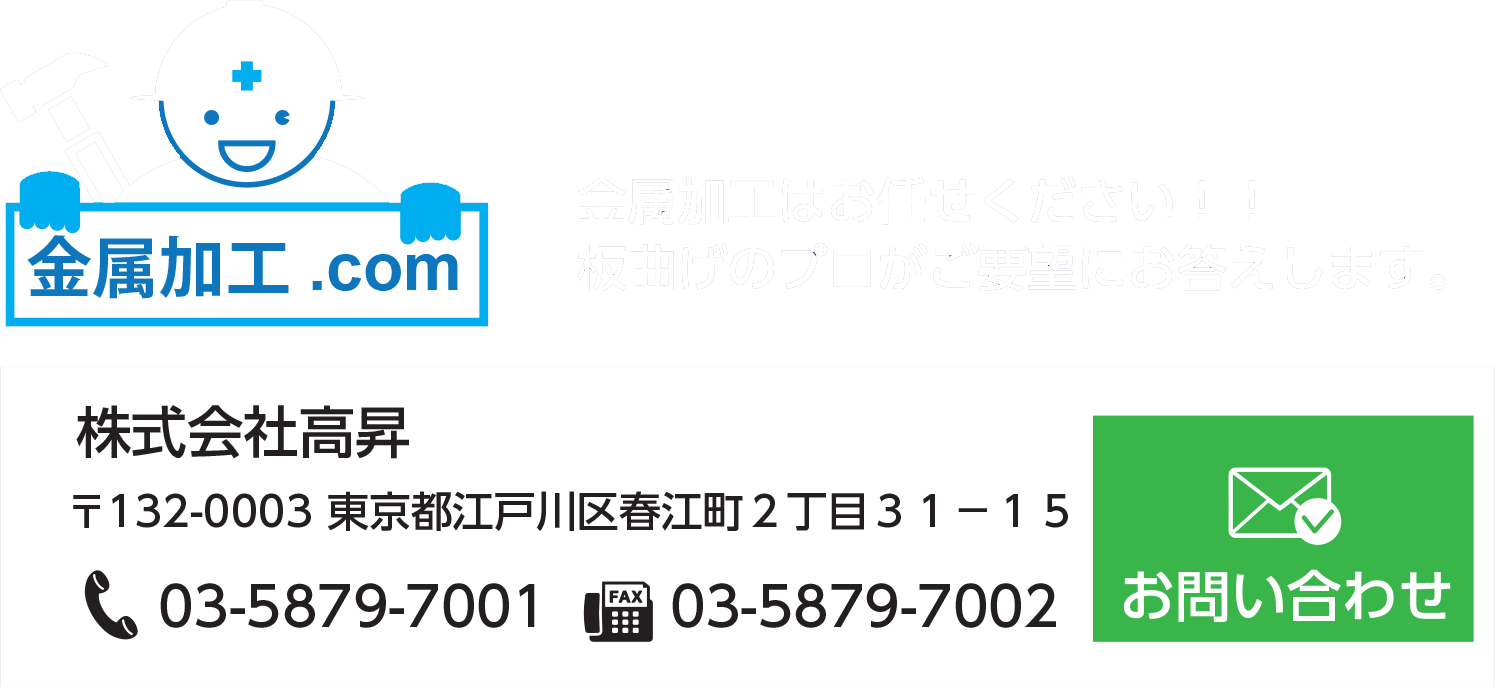 金属加工.com
金属加工はお任せください！！
板曲げのプロがご要望にお答えします。
株式会社高昇
〒132-0003 東京都江戸川区春江町２丁目３１－１５
03-5879-7001
FAX 03-5879-7002
お問い合わせ